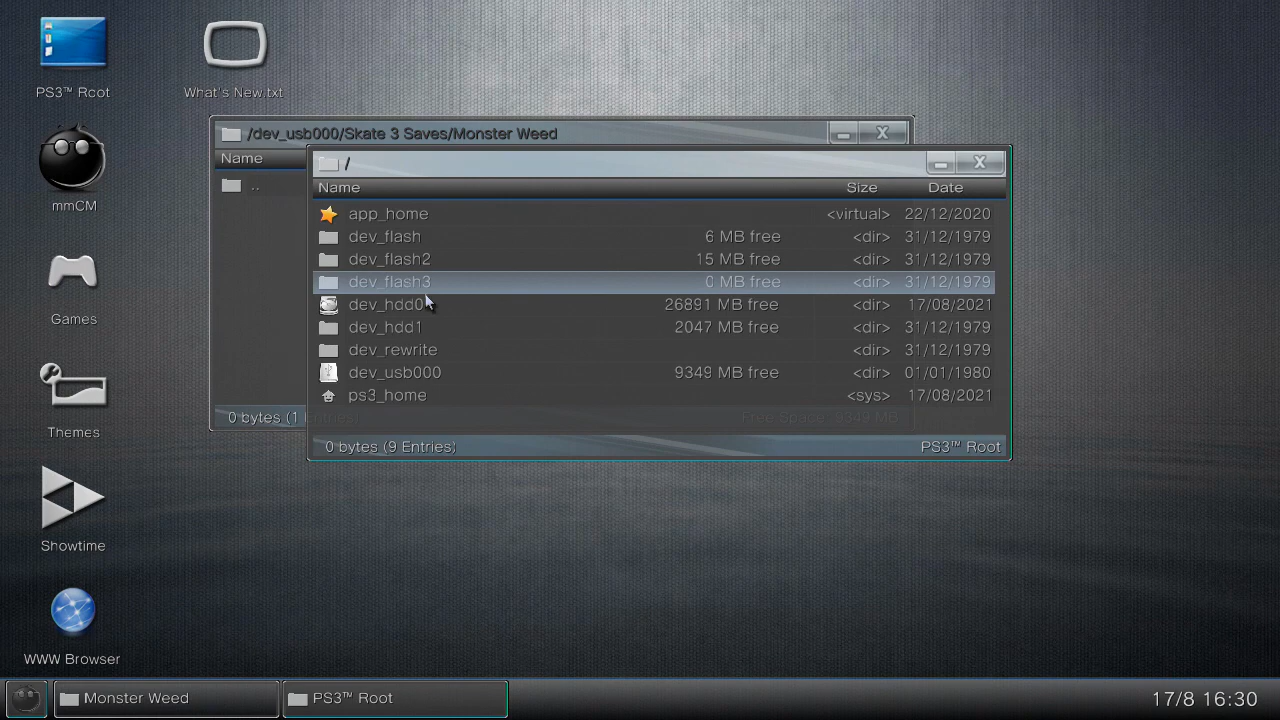 PS3™ Root
What's New.txt
mmCM
Games
Themes
Showtime
WWW Browser
/dev_usb000/Skate 3 Saves/Monster Weed
Name
..
0 bytes (1 Entries)
Free Space: 9349 MB
/
Name Size Date
app_home <virtual> 22/12/2020
dev_flash 6 MB free <dir> 31/12/1979
dev_flash2 15 MB free <dir> 31/12/1979
dev_flash3 0 MB free <dir> 31/12/1979
dev_hdd0 26891 MB free <dir> 17/08/2021
dev_hdd1 2047 MB free <dir> 31/12/1979
dev_rewrite <dir> 31/12/1979
dev_usb000 9349 MB free <dir> 01/01/1980
ps3_home <sys> 17/08/2021
0 bytes (9 Entries) PS3™ Root
Monster Weed
PS3™ Root
17/8 16:30